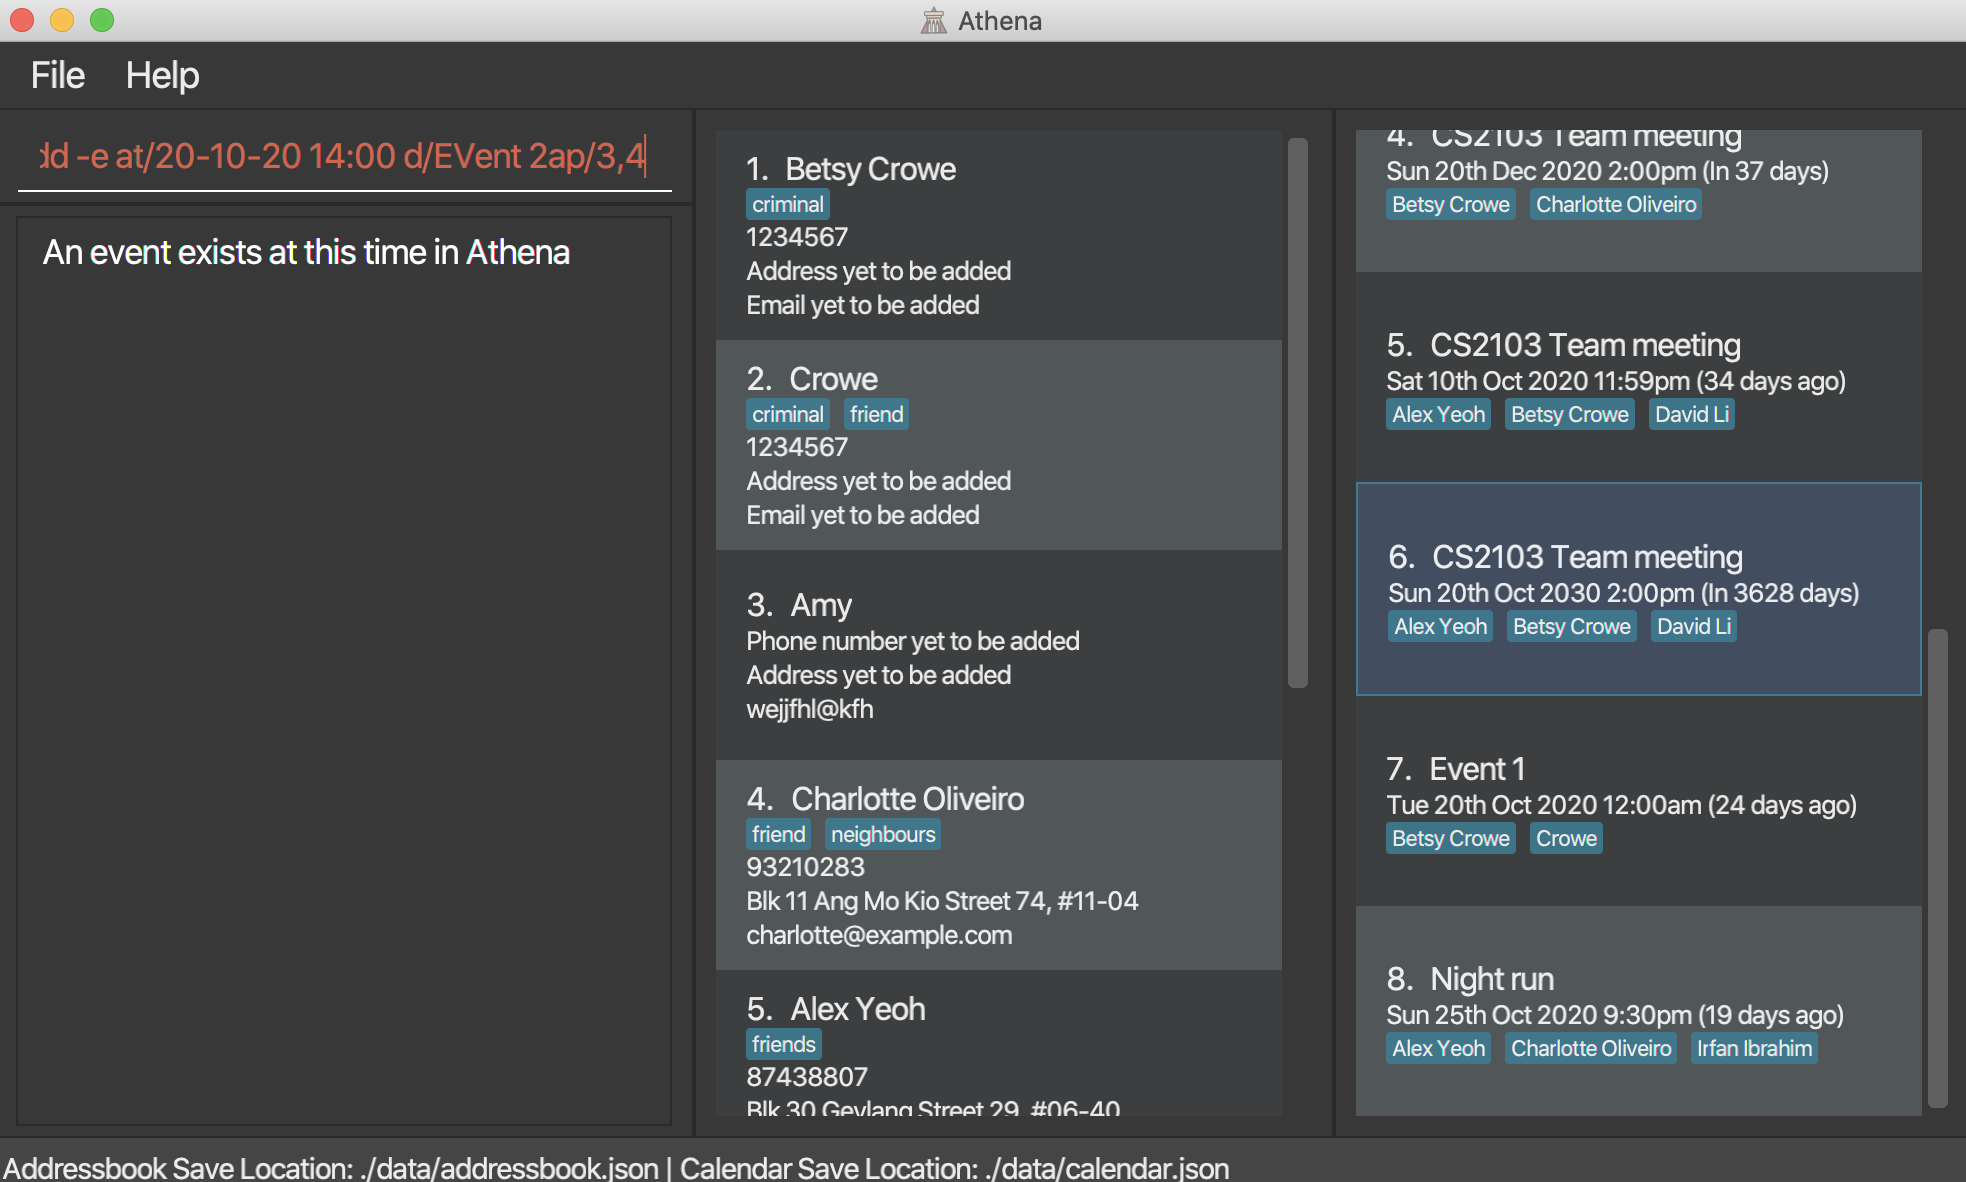 Athena
File Help
dd -e at/20-10-20 14:00 d/EVent 2ap/3,4
An event exists at this time in Athena
1. Betsy Crowe
criminal
1234567
Address yet to be added
Email yet to be added
2. Crowe
criminal friend
1234567
Address yet to be added
Email yet to be added
3. Amy
Phone number yet to be added
Address yet to be added
wejjfhl@kfh
4. Charlotte Oliveiro
friend neighbours
93210283
Blk 11 Ang Mo Kio Street 74, #11-04
charlotte@example.com
5. Alex Yeoh
friends
87438807
Blk 30 Geylang Street 29, #06-40
4. CS2103 Team meeting
Sun 20th Dec 2020 2:00pm (In 37 days)
Betsy Crowe Charlotte Oliveiro
5. CS2103 Team meeting
Sat 10th Oct 2020 11:59pm (34 days ago)
Alex Yeoh Betsy Crowe David Li
6. CS2103 Team meeting
Sun 20th Oct 2030 2:00pm (In 3628 days)
Alex Yeoh Betsy Crowe David Li
7. Event 1
Tue 20th Oct 2020 12:00am (24 days ago)
Betsy Crowe Crowe
8. Night run
Sun 25th Oct 2020 9:30pm (19 days ago)
Alex Yeoh Charlotte Oliveiro Irfan Ibrahim
Addressbook Save Location: ./data/addressbook.json | Calendar Save Location: ./data/calendar.json